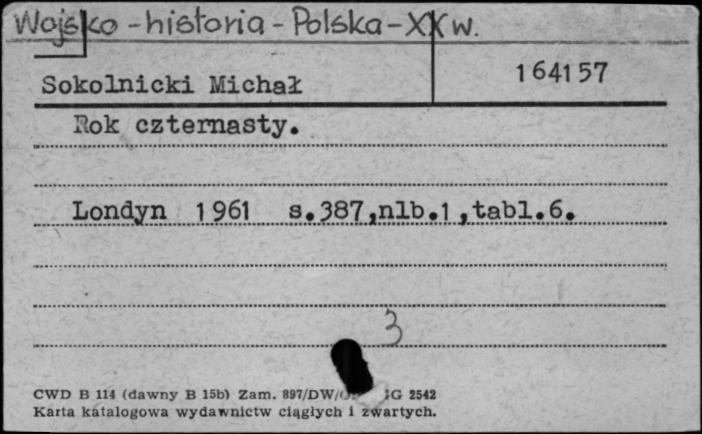 Wojsko - historia - Polska - XX w.
Sokolnicki Michał
164157
Rok czternasty.
Londyn 1961 s.387,nlb.1,tabl.6.
3
CWD B 114 (dawny B 15b) Zam. 897/DW/ G 2542
Karta katalogowa wydawnictw ciągłych i zwartych.